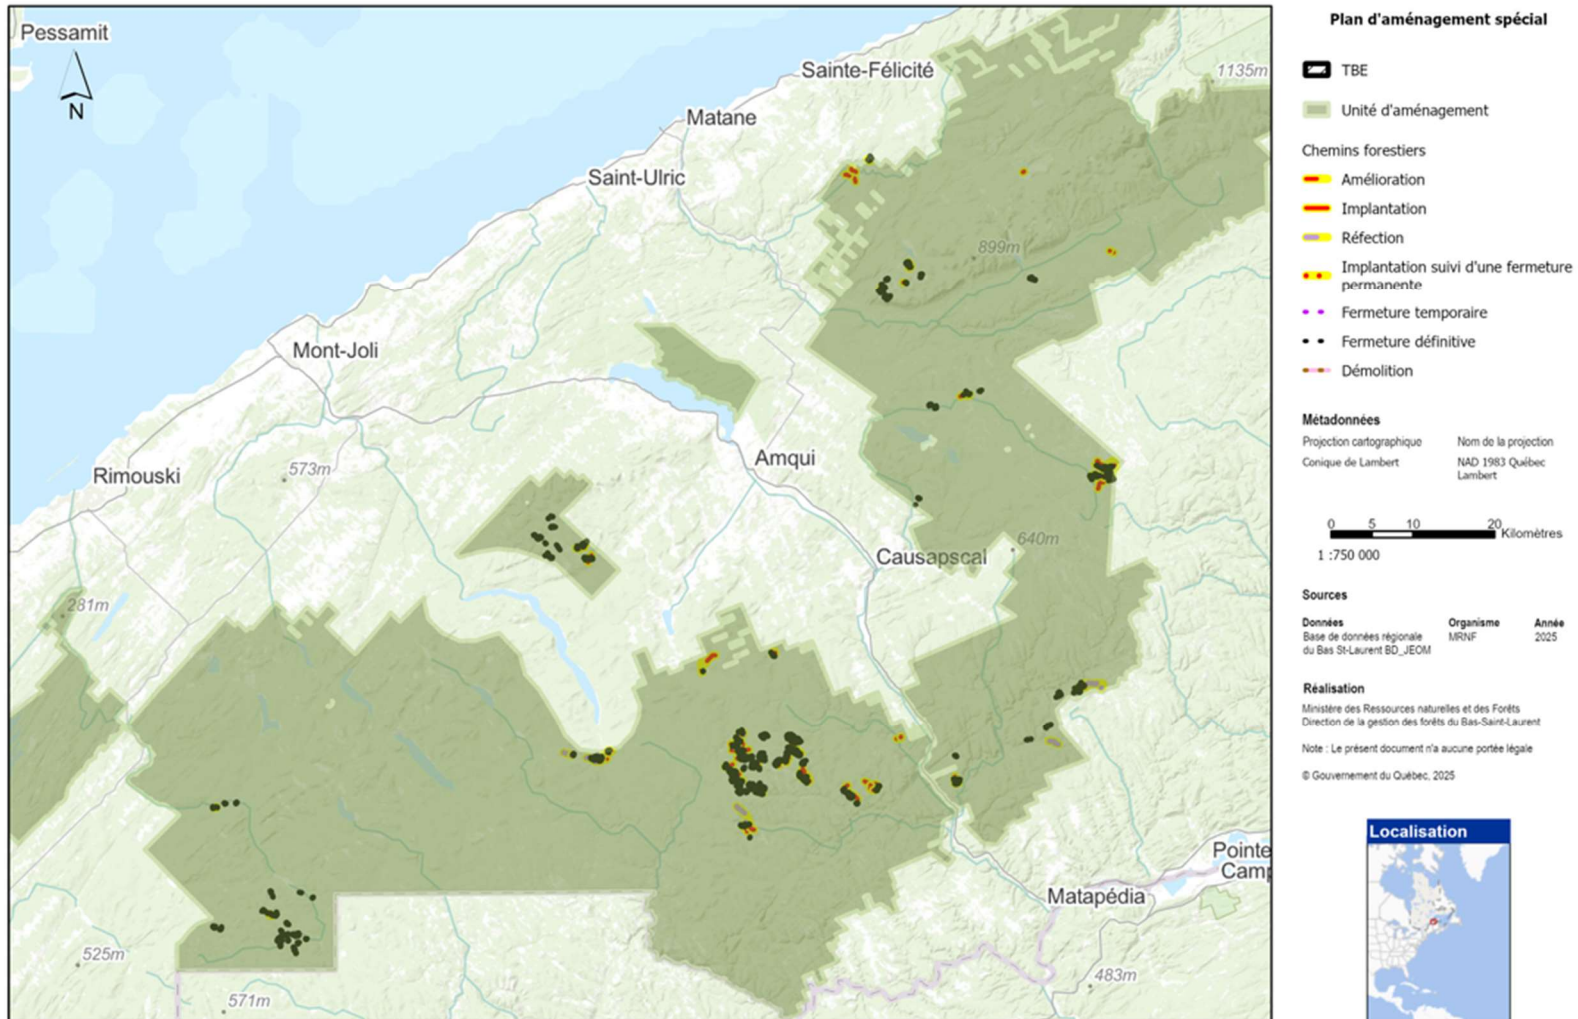 Pessamit
N
Sainte-Félicité
1135m
Matane
Saint-Ulric
899m
Mont-Joli
Amqui
Rimouski
573m
Causapscal
640m
281m
Pointe
Camp
Matapédia
525m
483m
571m
Plan d'aménagement spécial
TBE
Unité d'aménagement
Chemins forestiers
Amélioration
Implantation
Réfection
Implantation suivi d'une fermeture
permanente
Fermeture temporaire
Fermeture définitive
Démolition
Métadonnées
Projection cartographique Nom de la projection
Conique de Lambert NAD 1983 Québec
Lambert
0 5 10 20
Kilomètres
1 :750 000
Sources
Données Organisme Année
Base de données régionale MRNF 2025
du Bas St-Laurent BD_JEOM
Réalisation
Ministère des Ressources naturelles et des Forêts
Direction de la gestion des forêts du Bas-Saint-Laurent
Note : Le présent document n'a aucune portée légale
© Gouvernement du Québec, 2025
Localisation